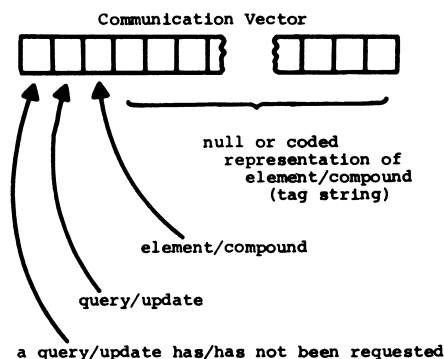 Communication Vector
null or coded
representation of
element/compound
(tag string)
element/compound
query/update
a query/update has/has not been requested